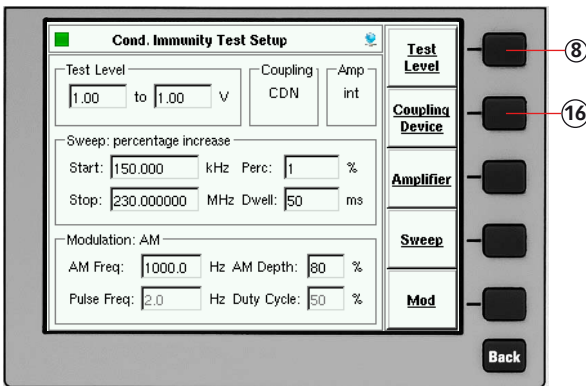 Cond. Immunity Test Setup
Test Level
1.00 to 1.00 V
Coupling
CDN
Amp
int
Sweep: percentage increase
Start: 150.000 kHz Perc: 1 %
Stop: 230.000000 MHz Dwell: 50 ms
Modulation: AM
AM Freq: 1000.0 Hz AM Depth: 80 %
Pulse Freq: 2.0 Hz Duty Cycle: 50 %
Test
Level
8
Coupling
Device
16
Amplifier
Sweep
Mod
Back